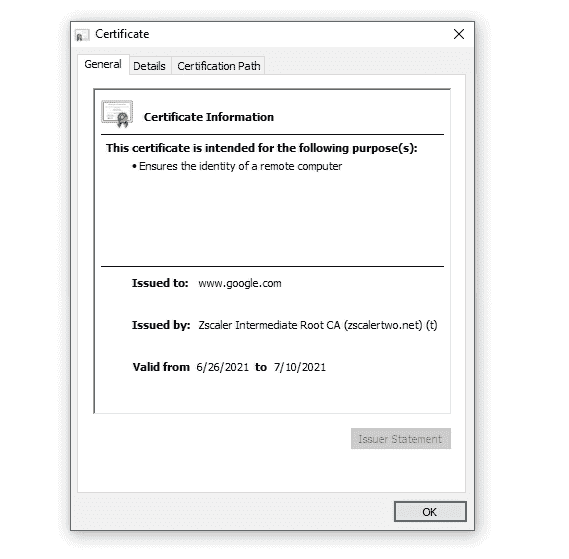 Certificate
General Details Certification Path
Certificate Information
This certificate is intended for the following purpose(s):
• Ensures the identity of a remote computer
Issued to: www.google.com
Issued by: Zscaler Intermediate Root CA (zscalertwo.net) (t)
Valid from 6/26/2021 to 7/10/2021
Issuer Statement
OK